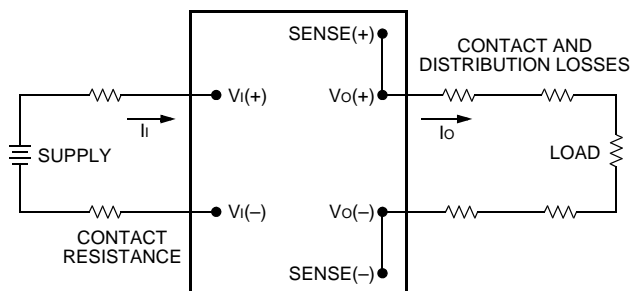 SENSE(+)
CONTACT AND
DISTRIBUTION LOSSES
VI(+)
VO(+)
II
IO
SUPPLY
LOAD
VI(–)
VO(–)
CONTACT
RESISTANCE
SENSE(–)